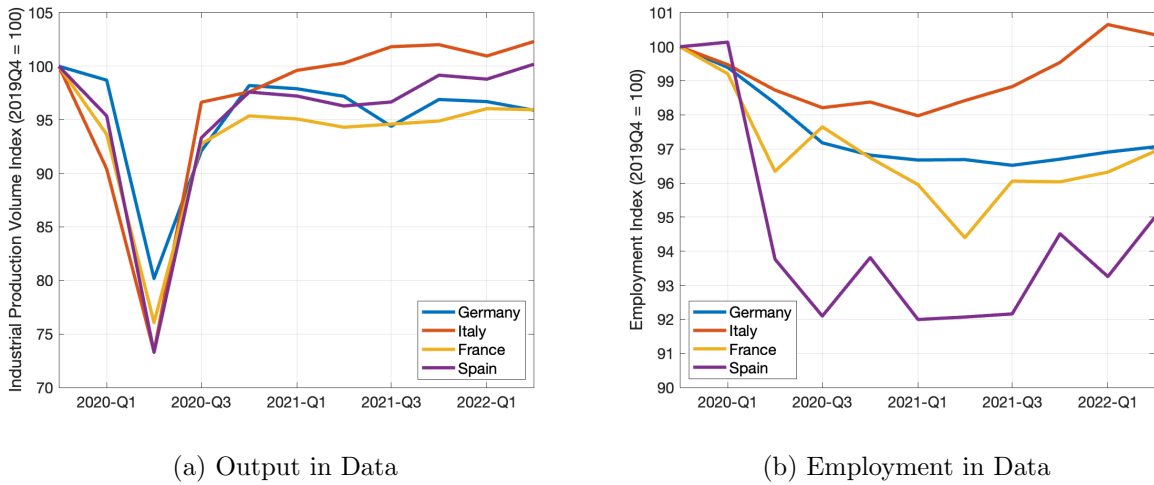 Industrial Production Volume Index (2019Q4 = 100)
105
100
95
90
85
80
75
70
2020-Q1
2020-Q3
2021-Q1
2021-Q3
2022-Q1
Germany
Italy
France
Spain
(a) Output in Data
Employment Index (2019Q4 = 100)
101
100
99
98
97
96
95
94
93
92
91
90
2020-Q1
2020-Q3
2021-Q1
2021-Q3
2022-Q1
Germany
Italy
France
Spain
(b) Employment in Data